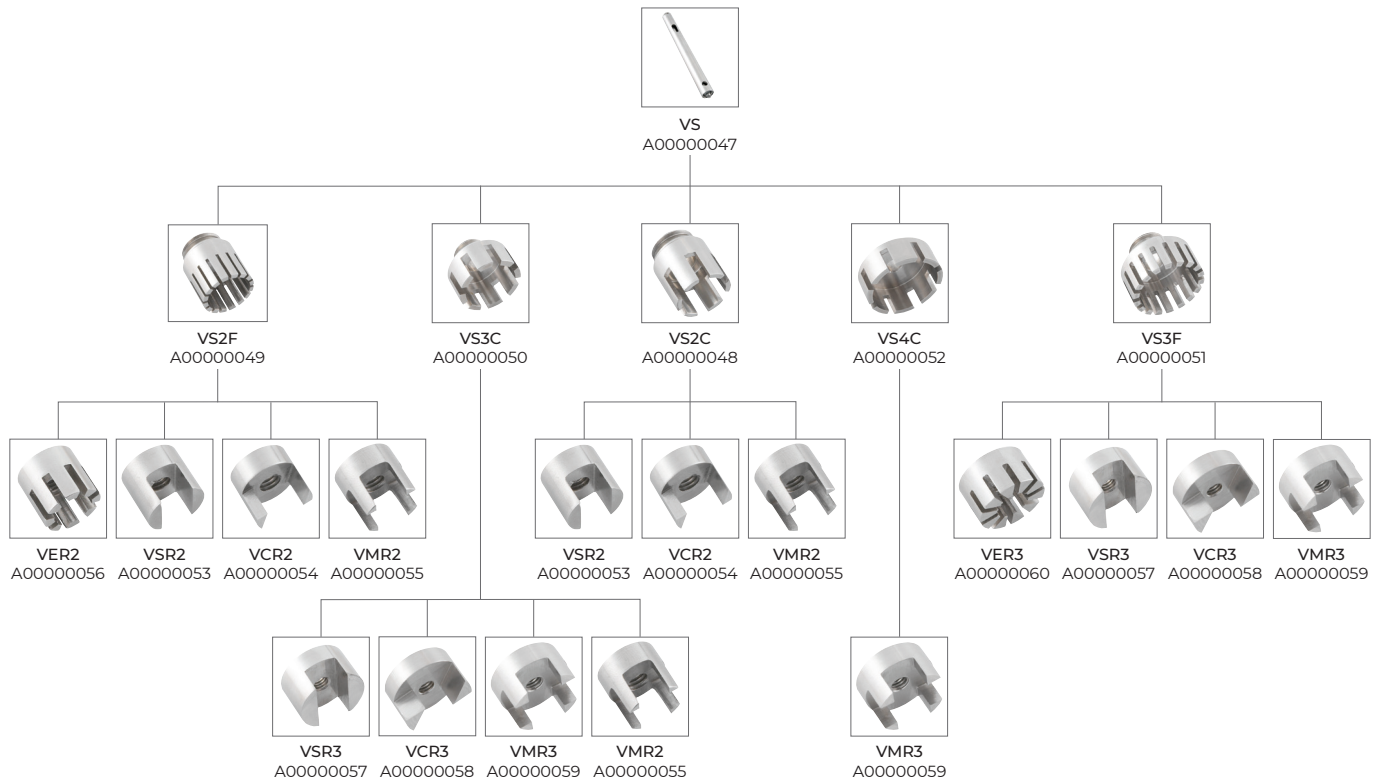 VS
A00000047
VS2F
A00000049
VS3C
A00000050
VS2C
A00000048
VS4C
A00000052
VS3F
A00000051
VER2
A00000056
VSR2
A00000053
VCR2
A00000054
VMR2
A00000055
VSR2
A00000053
VCR2
A00000054
VMR2
A00000055
VER3
A00000060
VSR3
A00000057
VCR3
A00000058
VMR3
A00000059
VSR3
A00000057
VCR3
A00000058
VMR3
A00000059
VMR2
A00000055
VMR3
A00000059